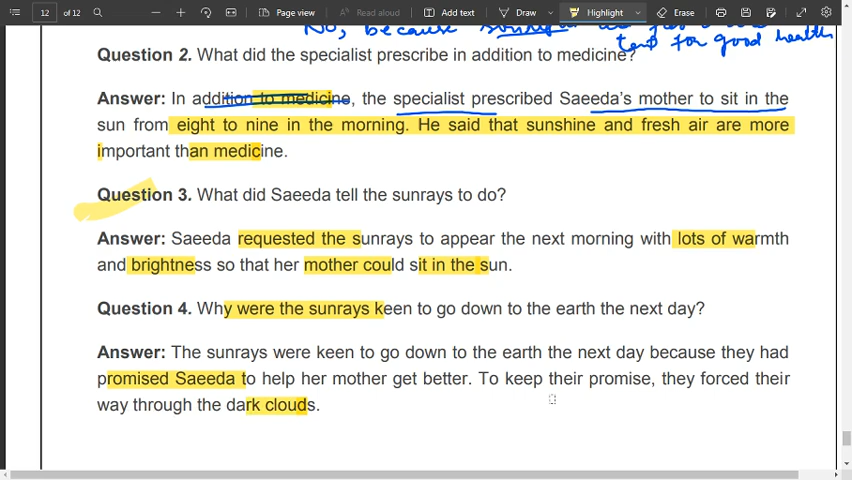 12 of 12 Page view Read aloud Add text Draw Highlight Erase
No, because sunlight
tant for good health
Question 2. What did the specialist prescribe in addition to medicine?
Answer: In addition to medicine, the specialist prescribed Saeeda's mother to sit in the
sun from eight to nine in the morning. He said that sunshine and fresh air are more
important than medicine.
Question 3. What did Saeeda tell the sunrays to do?
Answer: Saeeda requested the sunrays to appear the next morning with lots of warmth
and brightness so that her mother could sit in the sun.
Question 4. Why were the sunrays keen to go down to the earth the next day?
Answer: The sunrays were keen to go down to the earth the next day because they had
promised Saeeda to help her mother get better. To keep their promise, they forced their
way through the dark clouds.